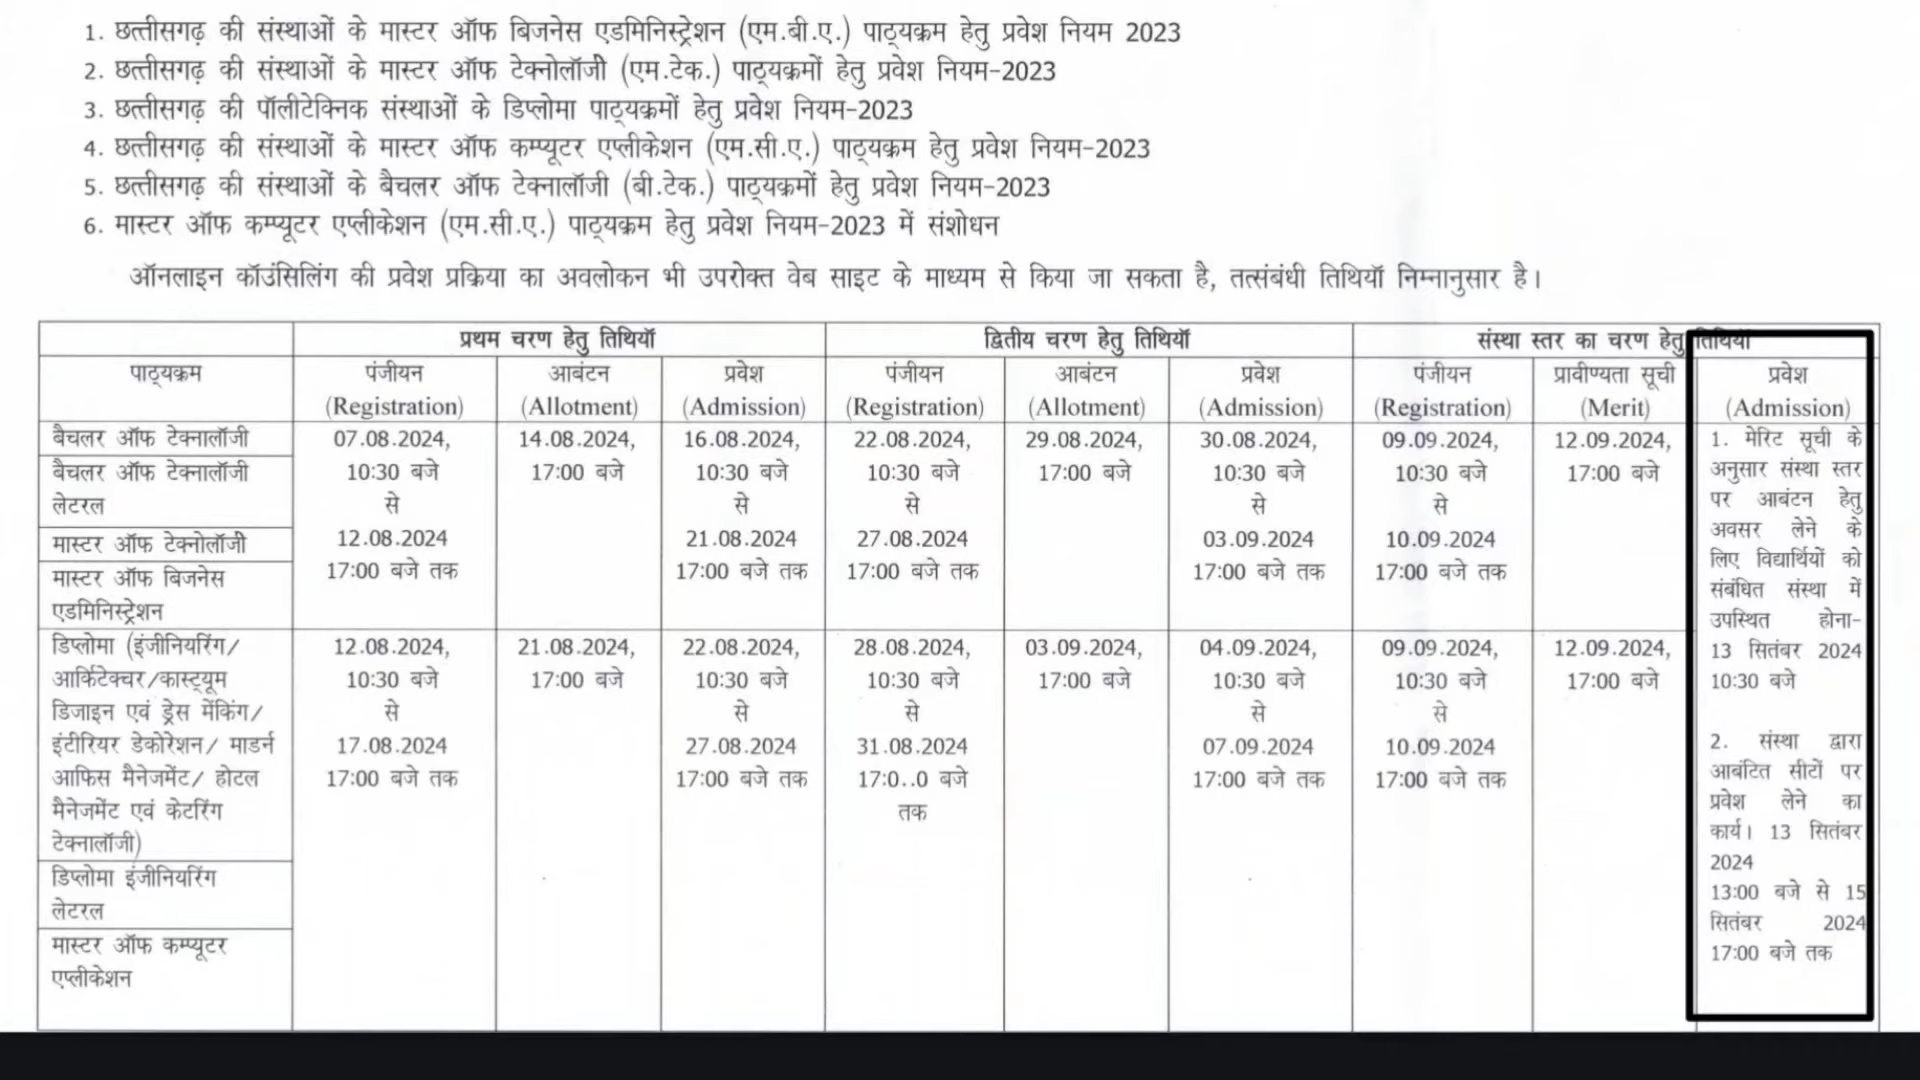 1. छत्तीसगढ़ की संस्थाओं के मास्टर ऑफ बिजनेस एडमिनिस्ट्रेशन (एम.बी.ए.) पाठ्यक्रम हेतु प्रवेश नियम 2023
2. छत्तीसगढ़ की संस्थाओं के मास्टर ऑफ टेक्नोलॉजी (एम.टेक.) पाठ्यक्रमों हेतु प्रवेश नियम-2023
3. छत्तीसगढ़ की पॉलीटेक्निक संस्थाओं के डिप्लोमा पाठ्यक्रमों हेतु प्रवेश नियम-2023
4. छत्तीसगढ़ की संस्थाओं के मास्टर ऑफ कम्प्यूटर एप्लीकेशन (एम.सी.ए.) पाठ्यक्रम हेतु प्रवेश नियम-2023
5. छत्तीसगढ़ की संस्थाओं के बैचलर ऑफ टेक्नालॉजी (बी.टेक.) पाठ्यक्रमों हेतु प्रवेश नियम-2023
6. मास्टर ऑफ कम्प्यूटर एप्लीकेशन (एम.सी.ए.) पाठ्यक्रम हेतु प्रवेश नियम-2023 में संशोधन
ऑनलाइन कॉउंसिलिंग की प्रवेश प्रक्रिया का अवलोकन भी उपरोक्त वेब साइट के माध्यम से किया जा सकता है, तत्संबंधी तिथियॉ निम्नानुसार है।
प्रथम चरण हेतु तिथियॉ
द्वितीय चरण हेतु तिथियॉ
संस्था स्तर का चरण हेतु तिथियॉ
पाठ्यक्रम
पंजीयन
(Registration)
आबंटन
(Allotment)
प्रवेश
(Admission)
पंजीयन
(Registration)
आबंटन
(Allotment)
प्रवेश
(Admission)
पंजीयन
(Registration)
प्रावीण्यता सूची
(Merit)
प्रवेश
(Admission)
बैचलर ऑफ टेक्नालॉजी
बैचलर ऑफ टेक्नालॉजी
लेटरल
मास्टर ऑफ टेक्नोलॉजी
मास्टर ऑफ बिजनेस
एडमिनिस्ट्रेशन
07.08.2024,
10:30 बजे
से
12.08.2024
17:00 बजे तक
14.08.2024,
17:00 बजे
16.08.2024,
10:30 बजे
से
21.08.2024
17:00 बजे तक
22.08.2024,
10:30 बजे
से
27.08.2024
17:00 बजे तक
29.08.2024,
17:00 बजे
30.08.2024,
10:30 बजे
से
03.09.2024
17:00 बजे तक
09.09.2024,
10:30 बजे
से
10.09.2024
17:00 बजे तक
12.09.2024,
17:00 बजे
डिप्लोमा (इंजीनियरिंग/
आर्किटेक्चर/कास्ट्यूम
डिजाइन एवं ड्रेस मेंकिंग/
इंटीरियर डेकोरेशन/ माडर्न
आफिस मैनेजमेंट/ होटल
मैनेजमेंट एवं केटरिंग
टेक्नालॉजी)
डिप्लोमा इंजीनियरिंग
लेटरल
मास्टर ऑफ कम्प्यूटर
एप्लीकेशन
12.08.2024,
10:30 बजे
से
17.08.2024
17:00 बजे तक
21.08.2024,
17:00 बजे
22.08.2024,
10:30 बजे
से
27.08.2024
17:00 बजे तक
28.08.2024,
10:30 बजे
से
31.08.2024
17:0..0 बजे
तक
03.09.2024,
17:00 बजे
04.09.2024,
10:30 बजे
से
07.09.2024
17:00 बजे तक
09.09.2024,
10:30 बजे
से
10.09.2024
17:00 बजे तक
12.09.2024,
17:00 बजे
1. मेरिट सूची के
अनुसार संस्था स्तर
पर आबंटन हेतु
अवसर लेने के
लिए विद्यार्थियों को
संबंधित संस्था में
उपस्थित होना-
13 सितंबर 2024
10:30 बजे
2. संस्था द्वारा
आबंटित सीटों पर
प्रवेश लेने का
कार्य। 13 सितंबर
2024
13:00 बजे से 15
सितंबर 2024
17:00 बजे तक